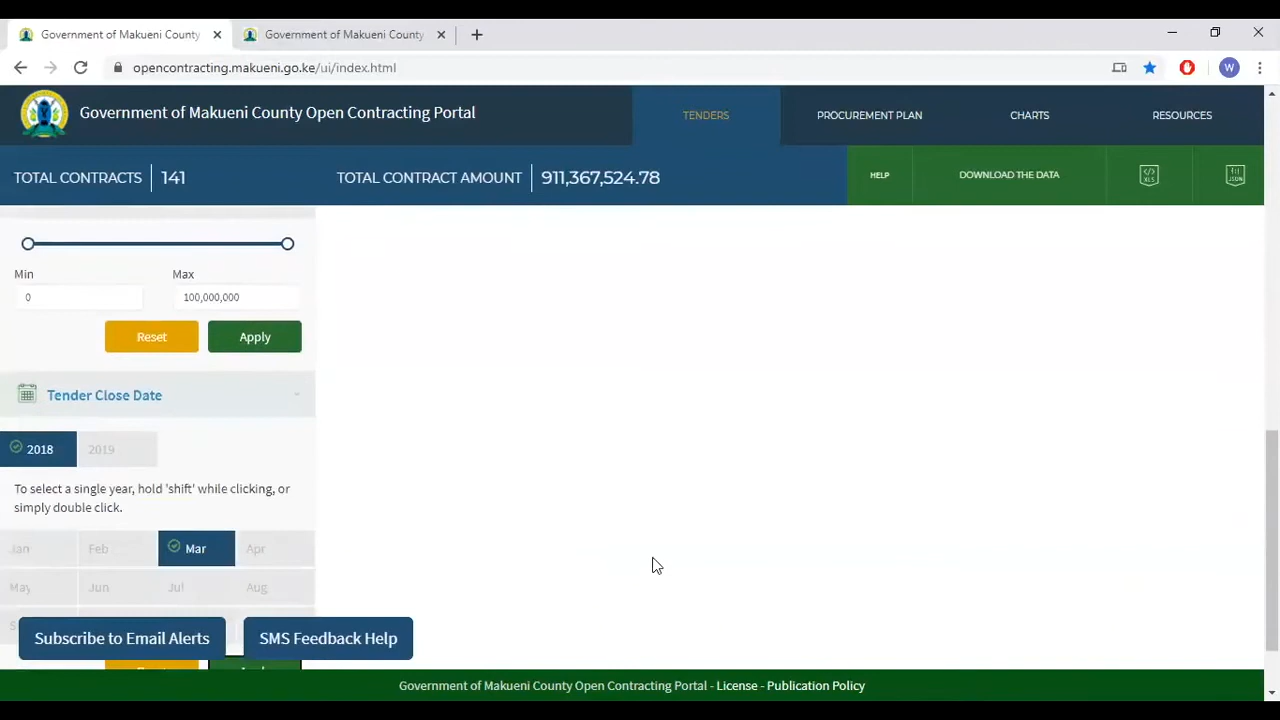 Government of Makueni County
Government of Makueni County
opencontracting.makueni.go.ke/ui/index.html
W
Government of Makueni County Open Contracting Portal
TENDERS
PROCUREMENT PLAN
CHARTS
RESOURCES
TOTAL CONTRACTS 141
TOTAL CONTRACT AMOUNT 911,367,524.78
HELP
DOWNLOAD THE DATA
XLS
JSON
Min Max
0 100,000,000
Reset Apply
Tender Close Date
2018 2019
To select a single year, hold 'shift' while clicking, or
simply double click.
Jan Feb Mar Apr
May Jun Jul Aug
Subscribe to Email Alerts SMS Feedback Help
Government of Makueni County Open Contracting Portal - License - Publication Policy